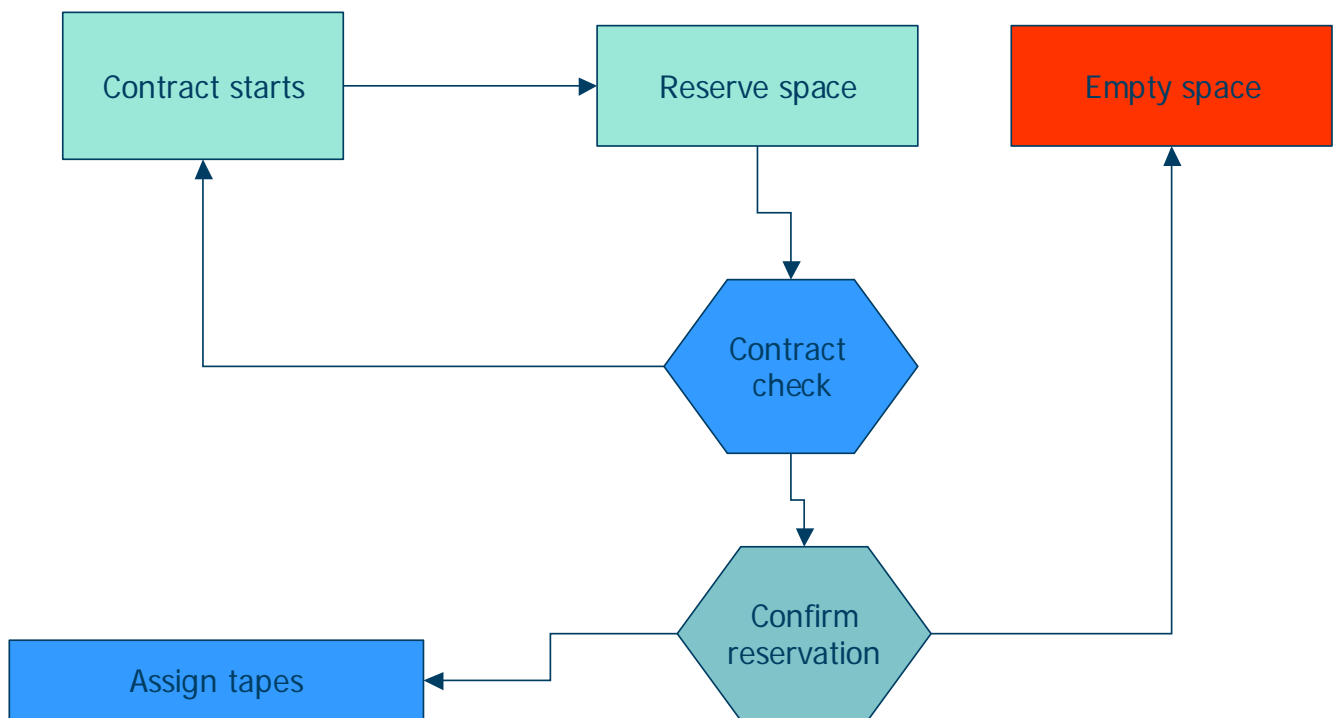 Contract starts
Reserve space
Empty space
Contract
check
Confirm
reservation
Assign tapes